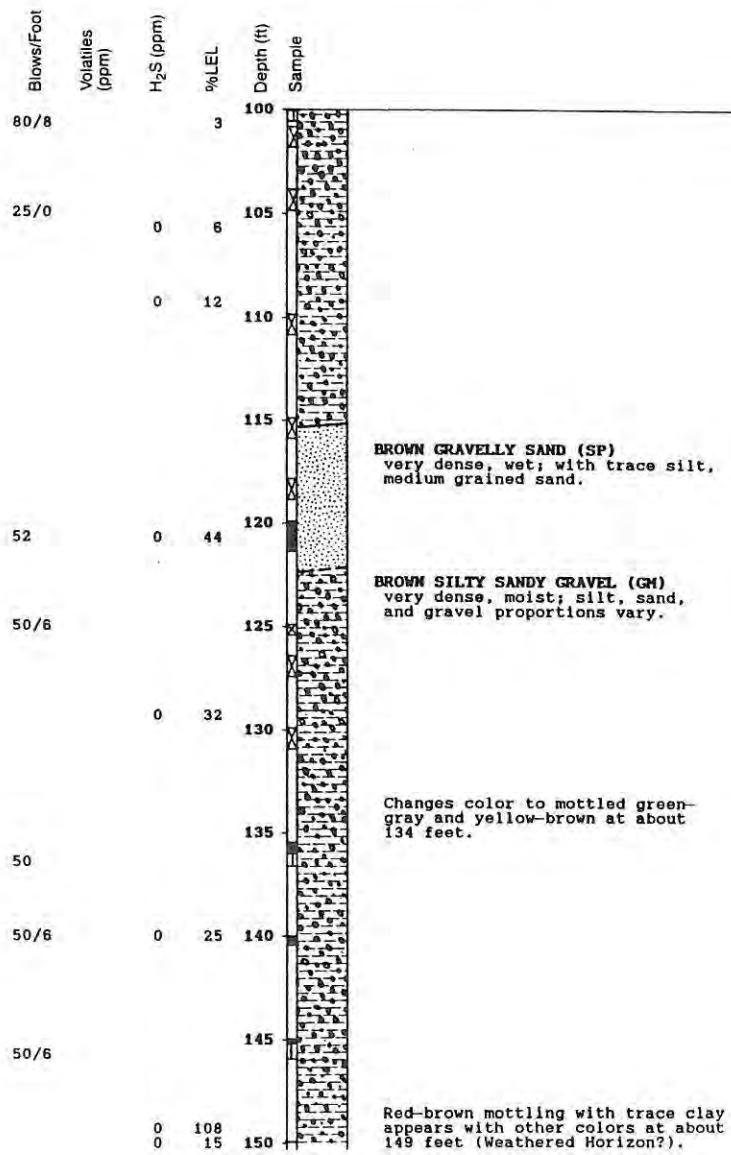 Blows/Foot
Volatiles (ppm)
H₂S (ppm)
%LEL
Depth (ft)
Sample
80/8 3 100
25/0 105
0 6
0 12
110
115
BROWN GRAVELLY SAND (SP)
very dense, wet; with trace silt,
medium grained sand.
52 0 44 120
BROWN SILTY SANDY GRAVEL (GM)
very dense, moist; silt, sand,
and gravel proportions vary.
50/6 125
0 32 130
Changes color to mottled green-
gray and yellow-brown at about
134 feet.
135
50
50/6 0 25 140
145
50/6
Red-brown mottling with trace clay
0 108 appears with other colors at about
0 15 150 149 feet (Weathered Horizon?).